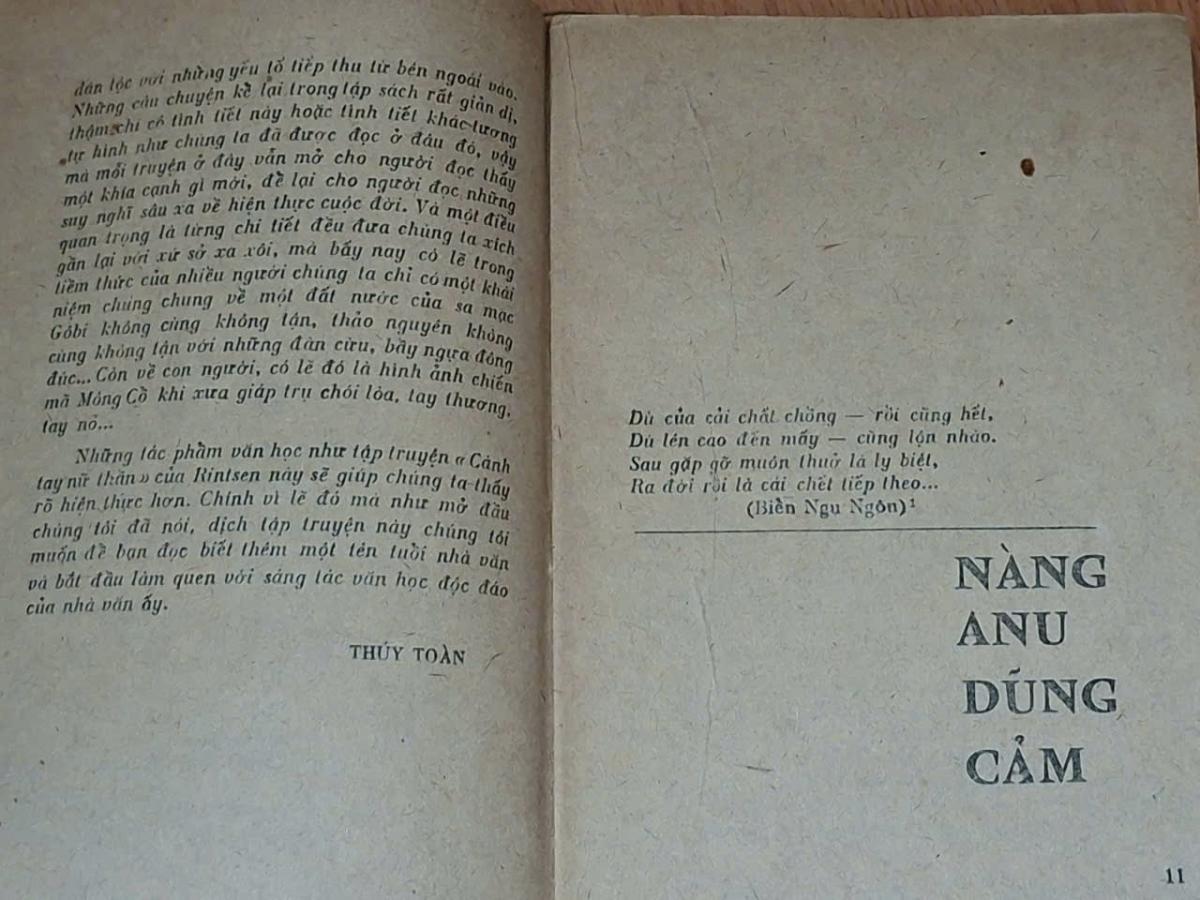 dân tộc với những yếu tố tiếp thu từ bên ngoài vào.
Những câu chuyện kể lại trong tập sách rất giản dị,
thậm chí có tình tiết này hoặc tình tiết khác tương
tự hình như chúng ta đã được đọc ở đâu đó, vậy
mà mỗi truyện ở đây vẫn mở cho người đọc thấy
một khía cạnh gì mới, để lại cho người đọc những
suy nghĩ sâu xa về hiện thực cuộc đời. Và một điều
quan trọng là từng chi tiết đều đưa chúng ta xích
gần lại với xứ sở xa xôi, mà bấy nay có lẽ trong
tiềm thức của nhiều người chúng ta chỉ có một khái
niệm chung chung về một đất nước của sa mạc
Gôbi không cùng không tận, thảo nguyên không
cùng không tận với những đàn cừu, bầy ngựa đông
đúc... Còn về con người, có lẽ đó là hình ảnh chiến
mã Mông Cổ khi xưa giáp trụ chói lòa, tay thương,
tay nỏ...
Những tác phẩm văn học như tập truyện « Cánh
tay nữ thần » của Rintsen này sẽ giúp chúng ta thấy
rõ hiện thực hơn. Chính vì lẽ đó mà như mở đầu
chúng tôi đã nói, dịch tập truyện này chúng tôi
muốn để bạn đọc biết thêm một tên tuổi nhà văn
và bắt đầu làm quen với sáng tác văn học độc đáo
của nhà văn ấy.
THÚY TOÀN
Dù của cải chất chồng — rồi cũng hết,
Dù lên cao đến mấy — cũng lộn nhào.
Sau gặp gỡ muôn thuở là ly biệt,
Ra đời rồi là cái chết tiếp theo...
(Biển Ngụ Ngôn)¹
NÀNG
ANU
DŨNG
CẢM
11